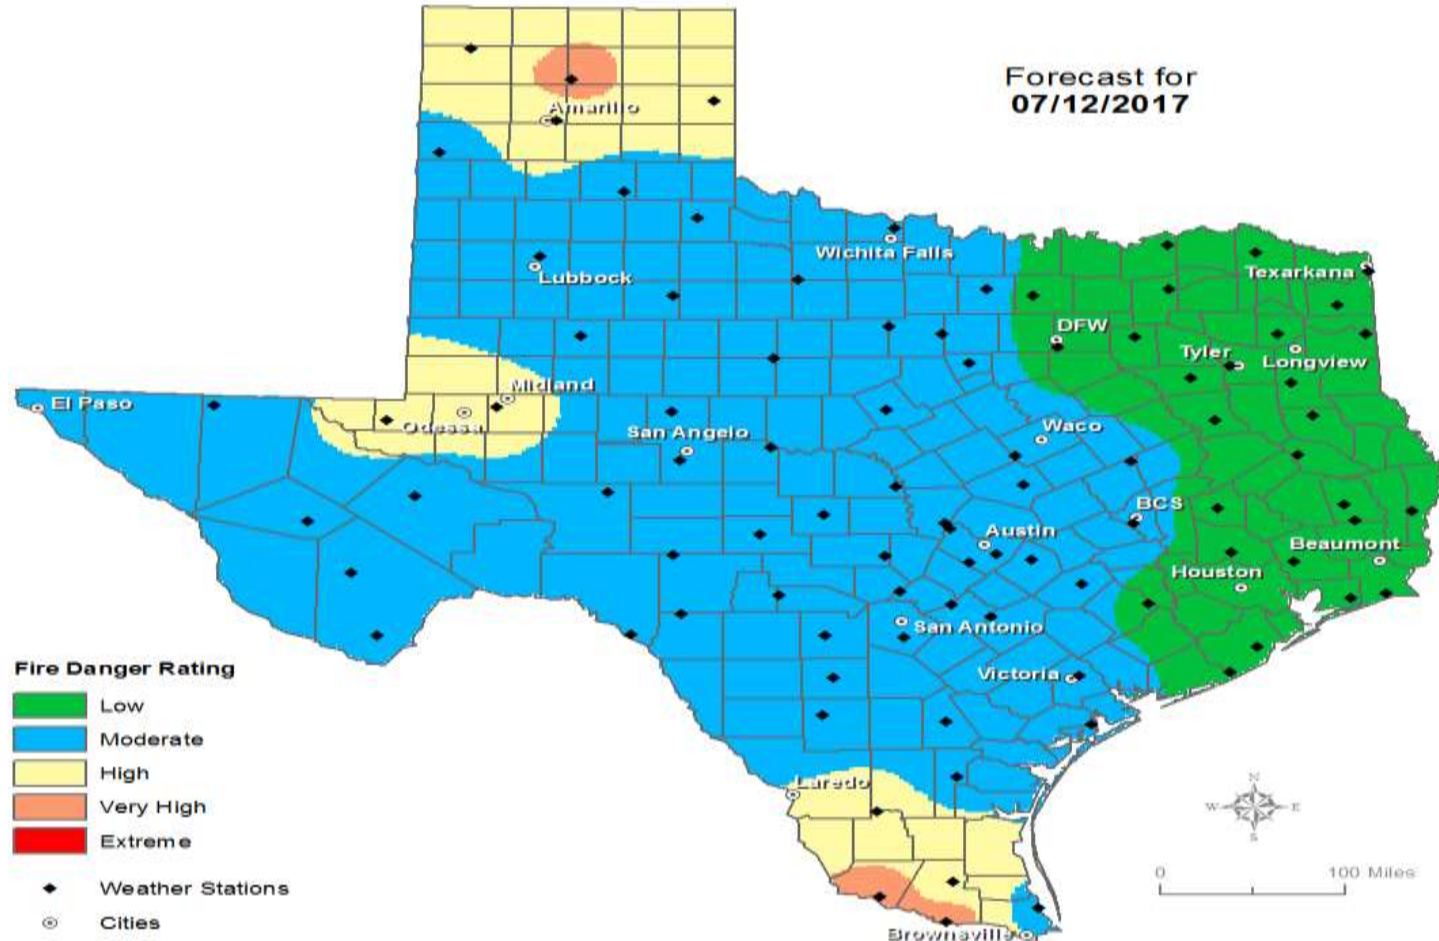 Forecast for
07/12/2017
Amarillo
Wichita Falls
Lubbock
Texarkana
DFW
Tyler
Longview
Midland
El Paso
Odessa
San Angelo
Waco
BCS
Austin
Beaumont
Houston
San Antonio
Victoria
Laredo
Brownsville
Fire Danger Rating
Low
Moderate
High
Very High
Extreme
Weather Stations
Cities
N
W E
S
0 100 Miles